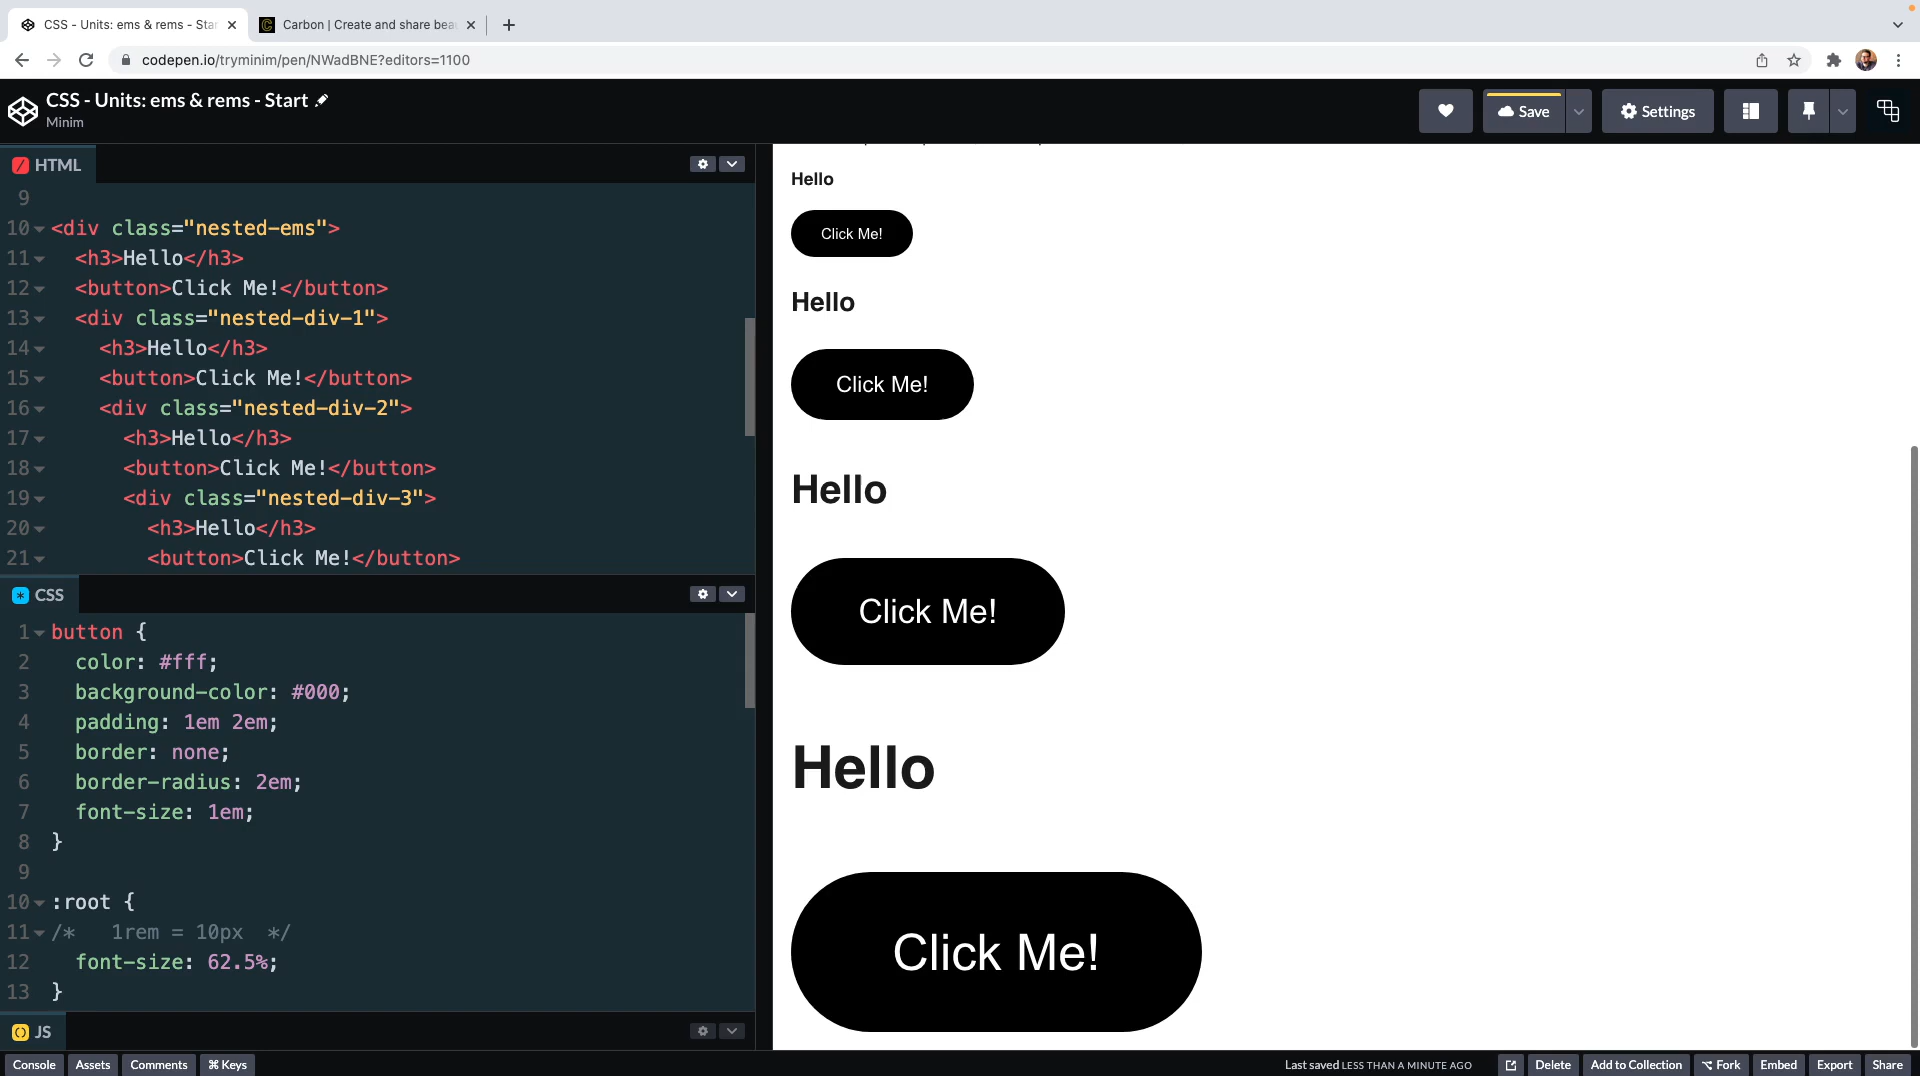 CSS - Units: ems & rems - Star
Carbon | Create and share beau
codepen.io/tryminim/pen/NWadBNE?editors=1100
CSS - Units: ems & rems - Start
Minim
Save
Settings
HTML
9
10 <div class="nested-ems">
11 <h3>Hello</h3>
12 <button>Click Me!</button>
13 <div class="nested-div-1">
14 <h3>Hello</h3>
15 <button>Click Me!</button>
16 <div class="nested-div-2">
17 <h3>Hello</h3>
18 <button>Click Me!</button>
19 <div class="nested-div-3">
20 <h3>Hello</h3>
21 <button>Click Me!</button>
CSS
1 button {
2 color: #fff;
3 background-color: #000;
4 padding: 1em 2em;
5 border: none;
6 border-radius: 2em;
7 font-size: 1em;
8 }
9
10 :root {
11 /* 1rem = 10px */
12 font-size: 62.5%;
13 }
JS
Hello
Click Me!
Hello
Click Me!
Hello
Click Me!
Hello
Click Me!
Console Assets Comments ⌘ Keys
Last saved LESS THAN A MINUTE AGO
Delete Add to Collection Fork Embed Export Share